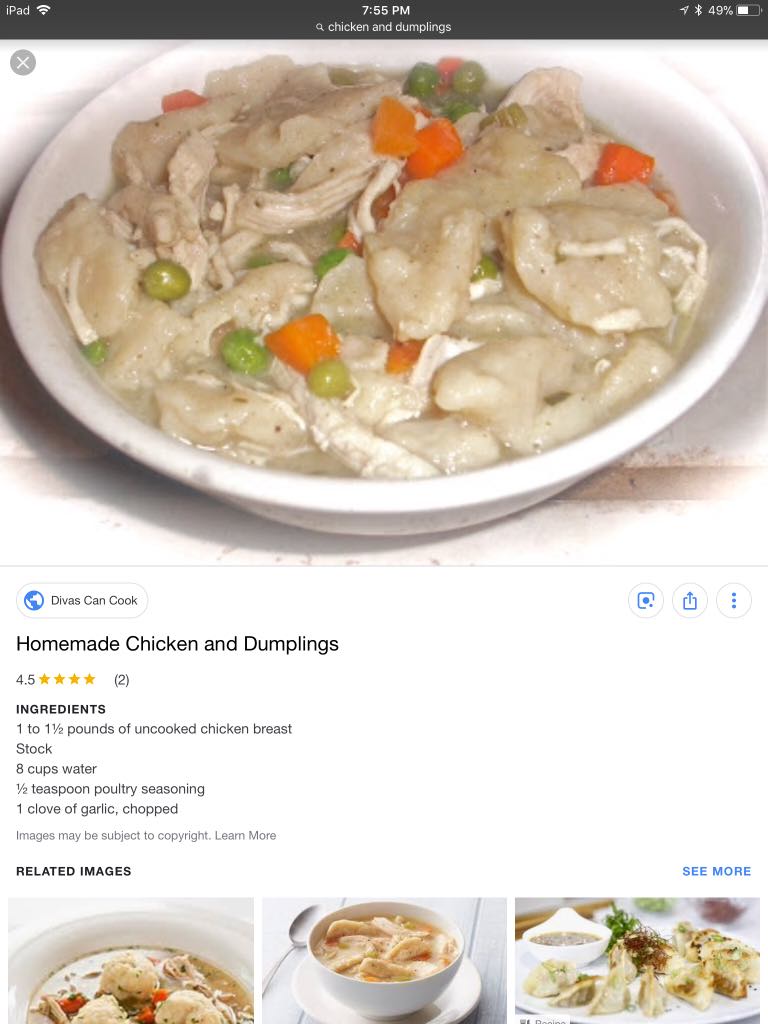 iPad 7:55 PM 49%
chicken and dumplings
Divas Can Cook
Homemade Chicken and Dumplings
4.5 ★★★★ (2)
INGREDIENTS
1 to 1½ pounds of uncooked chicken breast
Stock
8 cups water
½ teaspoon poultry seasoning
1 clove of garlic, chopped
Images may be subject to copyright. Learn More
RELATED IMAGES SEE MORE
Recipe